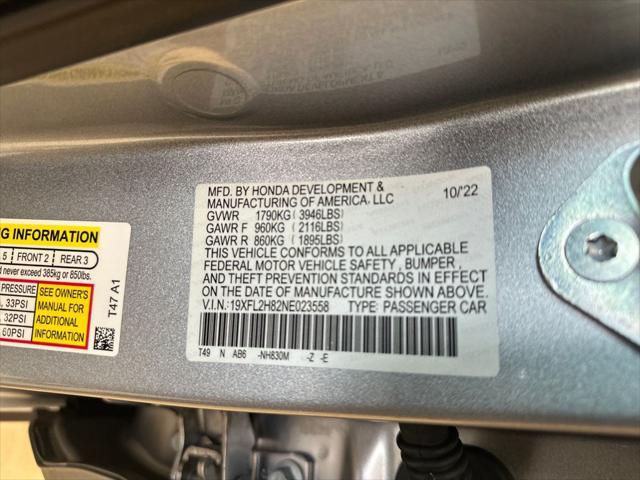 MFD. BY HONDA DEVELOPMENT &
MANUFACTURING OF AMERICA, LLC 10/22
GVWR 1790KG ( 3946LBS)
GAWR F 960KG ( 2116LBS)
GAWR R 860KG ( 1895LBS)
THIS VEHICLE CONFORMS TO ALL APPLICABLE
FEDERAL MOTOR VEHICLE SAFETY , BUMPER ,
AND THEFT PREVENTION STANDARDS IN EFFECT
ON THE DATE OF MANUFACTURE SHOWN ABOVE.
V.I.N.:19XFL2H82NE023558 TYPE: PASSENGER CAR
T49 N AB6 -NH830M -Z -E
INFORMATION
5 FRONT 2 REAR 3
never exceed 385kg or 850lbs.
PRESSURE
33PSI
32PSI
60PSI
SEE OWNER'S
MANUAL FOR
ADDITIONAL
INFORMATION
T47 A1